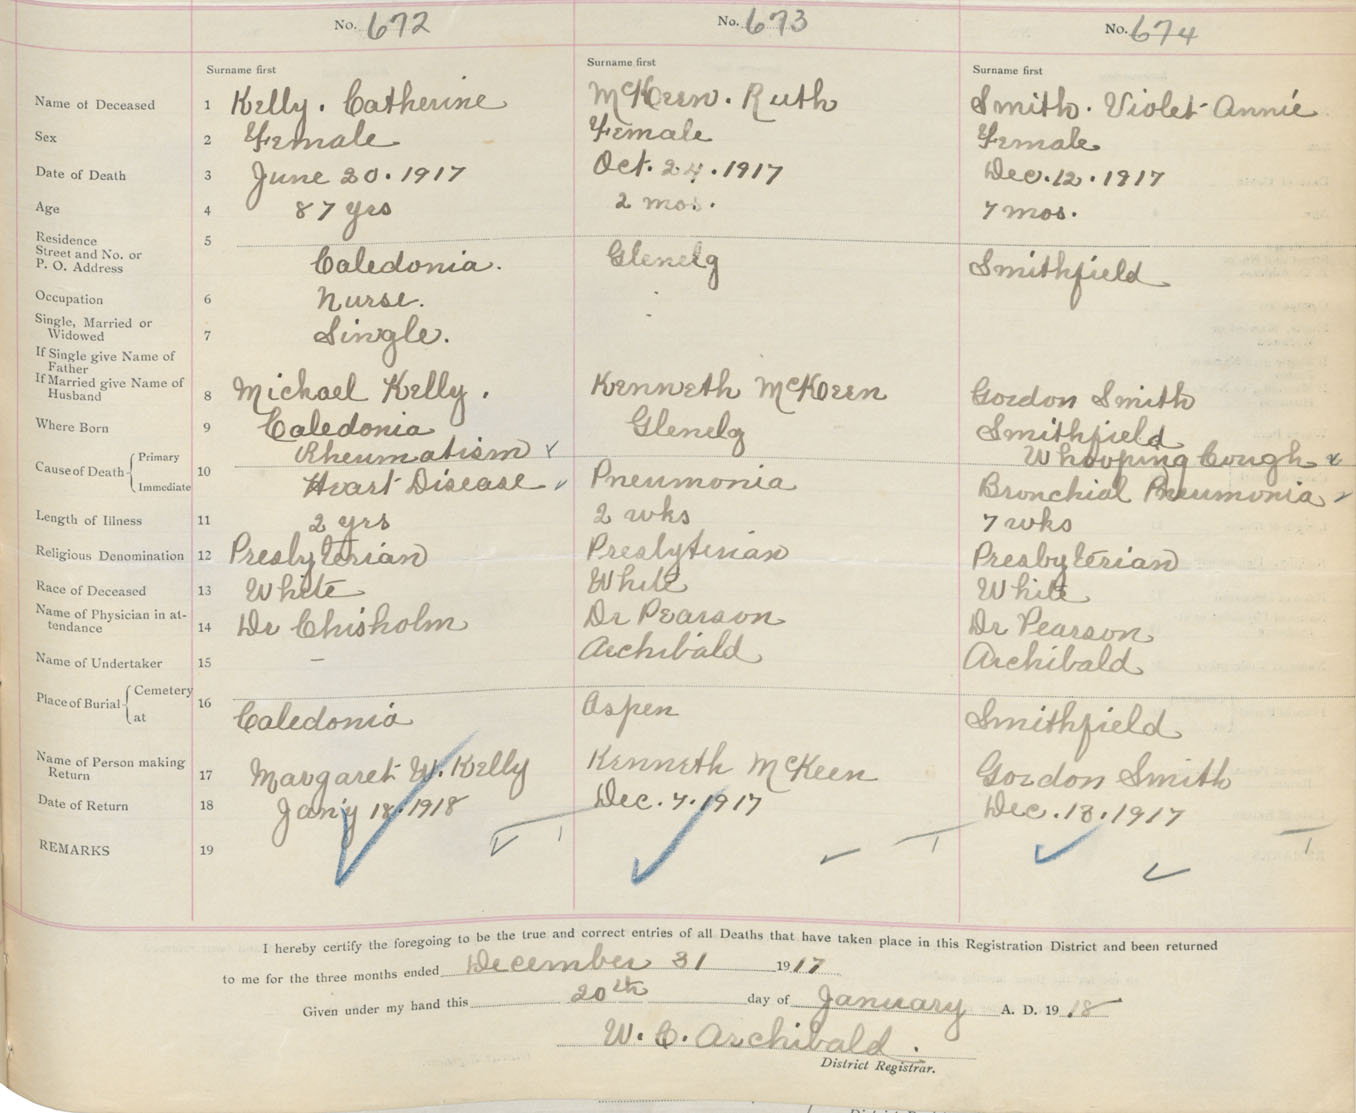 No. 672 No. 673 No. 674
Surname first Surname first Surname first
Name of Deceased 1 Kelly. Catherine McKeen. Ruth Smith. Violet Annie
Sex 2 Female Female Female
Date of Death 3 June 20. 1917 Oct. 24. 1917 Dec. 12. 1917
Age 4 87 yrs 2 mos. 7 mos.
Residence 5
Street and No. or
P. O. Address Caledonia. Glenelg Smithfield
Occupation 6 Nurse.
Single, Married or
Widowed 7 Single.
If Single give Name of
Father
If Married give Name of
Husband 8 Michael Kelly. Kenneth McKeen Gordon Smith
Where Born 9 Caledonia Glenelg Smithfield
Cause of Death Primary Rheumatism Whooping Cough
10
Immediate Heart Disease Pneumonia Bronchial Pneumonia
Length of Illness 11 2 yrs 2 wks 7 wks
Religious Denomination 12 Presbyterian Presbyterian Presbyterian
Race of Deceased 13 White White White
Name of Physician in at-
tendance 14 Dr Chisholm Dr Pearson Dr Pearson
Name of Undertaker 15 – Archibald Archibald
Place of Burial Cemetery 16
at Caledonia Aspen Smithfield
Name of Person making
Return 17 Margaret W. Kelly Kenneth McKeen Gordon Smith
Date of Return 18 Jan'y 18. 1918 Dec. 7. 1917 Dec. 13. 1917
REMARKS 19
I hereby certify the foregoing to be the true and correct entries of all Deaths that have taken place in this Registration District and been returned
to me for the three months ended December 31 1917
Given under my hand this 20th day of January A. D. 1918
W. C. Archibald.
District Registrar.